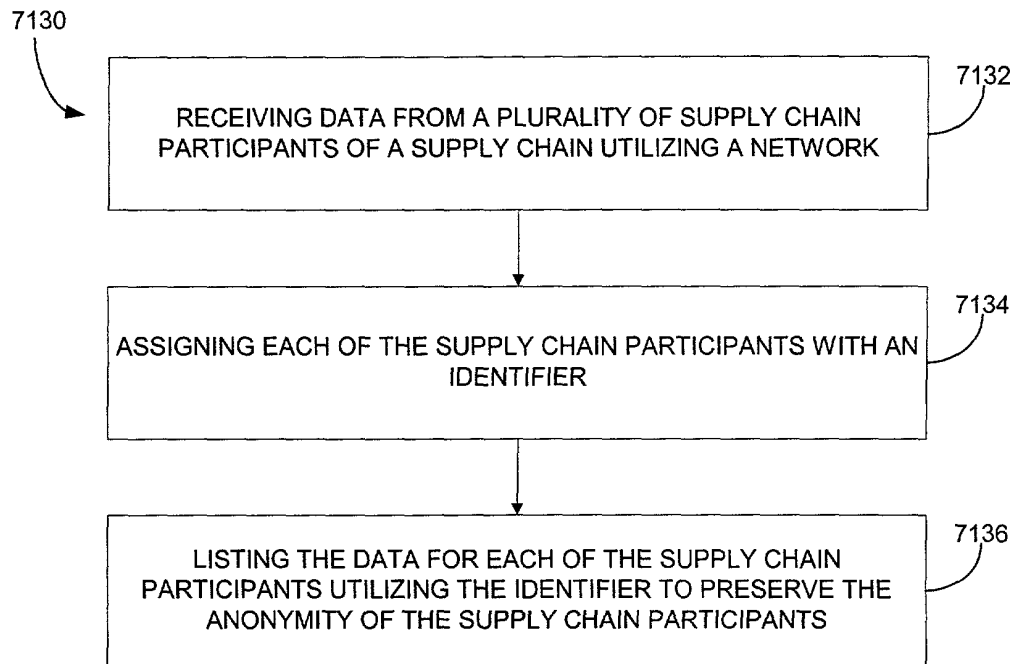 7130
7132
RECEIVING DATA FROM A PLURALITY OF SUPPLY CHAIN
PARTICIPANTS OF A SUPPLY CHAIN UTILIZING A NETWORK
7134
ASSIGNING EACH OF THE SUPPLY CHAIN PARTICIPANTS WITH AN
IDENTIFIER
7136
LISTING THE DATA FOR EACH OF THE SUPPLY CHAIN
PARTICIPANTS UTILIZING THE IDENTIFIER TO PRESERVE THE
ANONYMITY OF THE SUPPLY CHAIN PARTICIPANTS